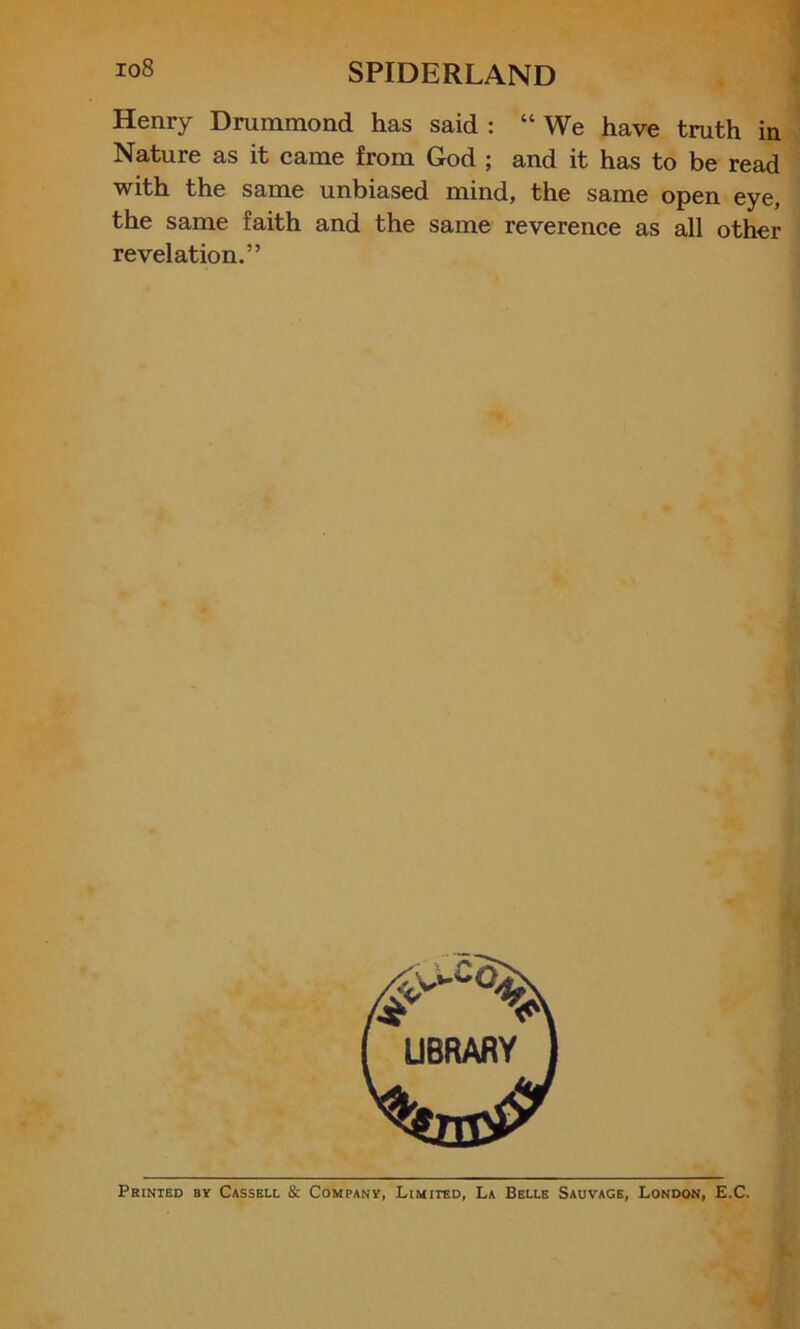 108 SPIDERLAND
Henry Drummond has said : “ We have truth in
Nature as it came from God ; and it has to be read
with the same unbiased mind, the same open eye,
the same faith and the same reverence as all other
revelation.”
WELLCOME
LIBRARY
Printed by Cassell & Company, Limited, La Belle Sauvage, London, E.C.